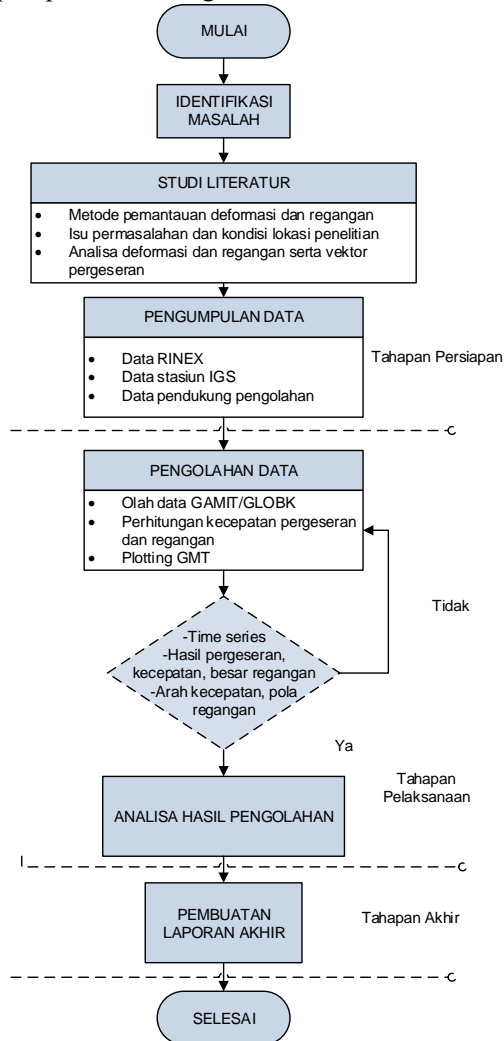 MULAI
IDENTIFIKASI
MASALAH
STUDI LITERATUR
• Metode pemantauan deformasi dan regangan
• Isu permasalahan dan kondisi lokasi penelitian
• Analisa deformasi dan regangan serta vektor
pergeseran
PENGUMPULAN DATA
• Data RINEX
• Data stasiun IGS
• Data pendukung pengolahan
Tahapan Persiapan
PENGOLAHAN DATA
• Olah data GAMIT/GLOBK
• Perhitungan kecepatan pergeseran
dan regangan
• Plotting GMT
Tidak
-Time series
-Hasil pergeseran,
kecepatan, besar regangan
-Arah kecepatan, pola
regangan
Ya
Tahapan
Pelaksanaan
ANALISA HASIL PENGOLAHAN
PEMBUATAN
LAPORAN AKHIR
Tahapan Akhir
SELESAI